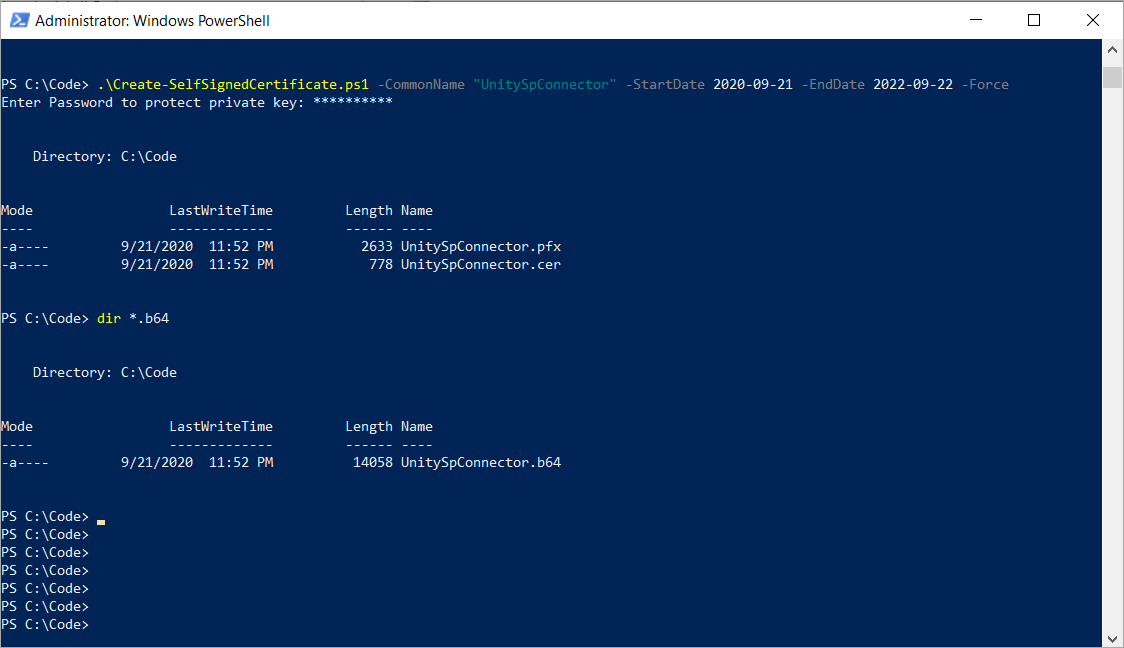 Administrator: Windows PowerShell
PS C:\Code> .\Create-SelfSignedCertificate.ps1 -CommonName "UnitySpConnector" -StartDate 2020-09-21 -EndDate 2022-09-22 -Force
Enter Password to protect private key: **********
Directory: C:\Code
Mode LastWriteTime Length Name
---- ------------- ------ ----
-a---- 9/21/2020 11:52 PM 2633 UnitySpConnector.pfx
-a---- 9/21/2020 11:52 PM 778 UnitySpConnector.cer
PS C:\Code> dir *.b64
Directory: C:\Code
Mode LastWriteTime Length Name
---- ------------- ------ ----
-a---- 9/21/2020 11:52 PM 14058 UnitySpConnector.b64
PS C:\Code>
PS C:\Code>
PS C:\Code>
PS C:\Code>
PS C:\Code>
PS C:\Code>
PS C:\Code>